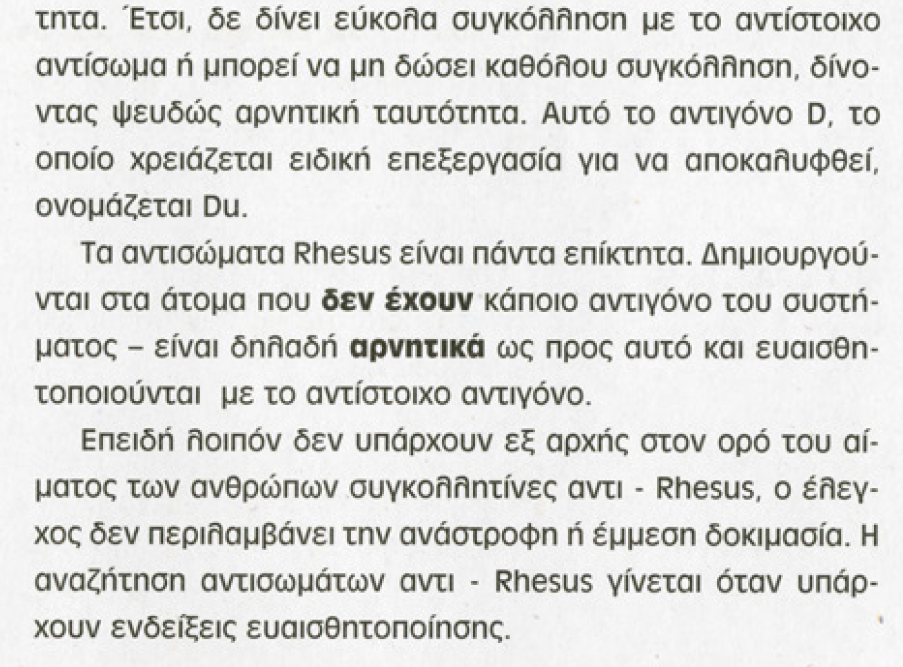 τητα. Έτσι, δε δίνει εύκολα συγκόλληση με το αντίστοιχο
αντίσωμα ή μπορεί να μη δώσει καθόλου συγκόλληση, δίνο-
ντας ψευδώς αρνητική ταυτότητα. Αυτό το αντιγόνο D, το
οποίο χρειάζεται ειδική επεξεργασία για να αποκαλυφθεί,
ονομάζεται Du.
Τα αντισώματα Rhesus είναι πάντα επίκτητα. Δημιουργού-
νται στα άτομα που δεν έχουν κάποιο αντιγόνο του συστή-
ματος – είναι δηλαδή αρνητικά ως προς αυτό και ευαισθη-
τοποιούνται με το αντίστοιχο αντιγόνο.
Επειδή λοιπόν δεν υπάρχουν εξ αρχής στον ορό του αί-
ματος των ανθρώπων συγκολλητίνες αντι - Rhesus, ο έλεγ-
χος δεν περιλαμβάνει την ανάστροφη ή έμμεση δοκιμασία. Η
αναζήτηση αντισωμάτων αντι - Rhesus γίνεται όταν υπάρ-
χουν ενδείξεις ευαισθητοποίησης.